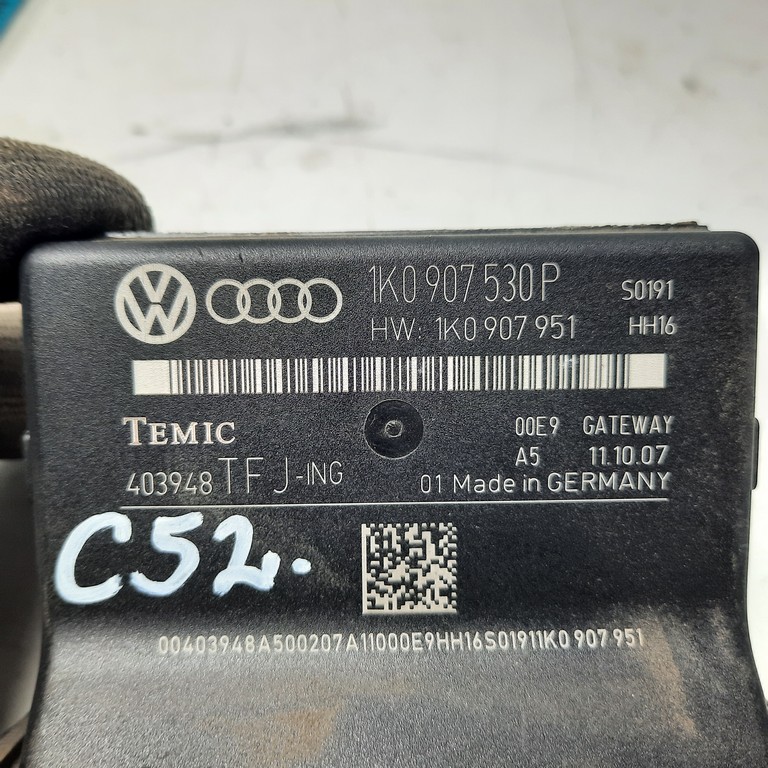 1K0 907 530 P S0191
HW: 1K0 907 951 HH16
TEMIC 00E9 GATEWAY
A5 11.10.07
403948 TFJ-ING 01 Made in GERMANY
C52.
00403948A500207A11000E9HH16S01911K0 907 951